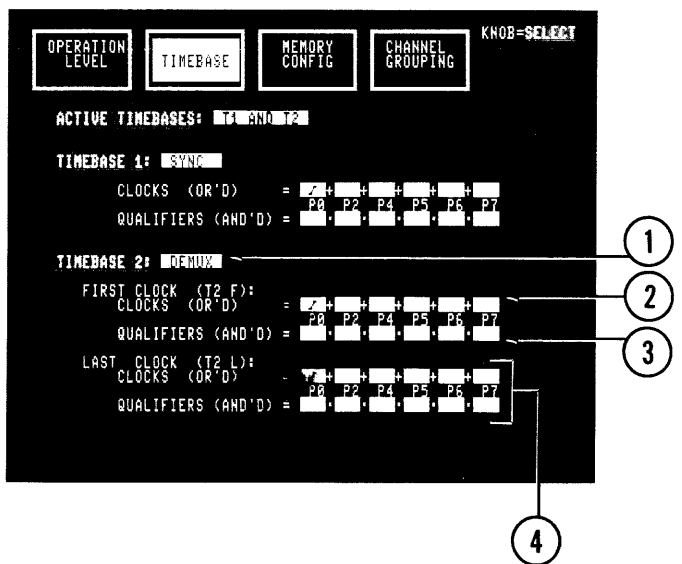 KNOB=SELECT
OPERATION LEVEL
TIMEBASE
MEMORY CONFIG
CHANNEL GROUPING
ACTIVE TIMEBASES: T1 AND T2
TIMEBASE 1: SYNC
CLOCKS (OR'D) = + + + + +
P0 P2 P4 P5 P6 P7
QUALIFIERS (AND'D) = · · · · ·
TIMEBASE 2: DEMUX
FIRST CLOCK (T2 F):
CLOCKS (OR'D) = + + + + +
P0 P2 P4 P5 P6 P7
QUALIFIERS (AND'D) = · · · · ·
LAST CLOCK (T2 L):
CLOCKS (OR'D) = + + + + +
P0 P2 P4 P5 P6 P7
QUALIFIERS (AND'D) = · · · · ·
1
2
3
4